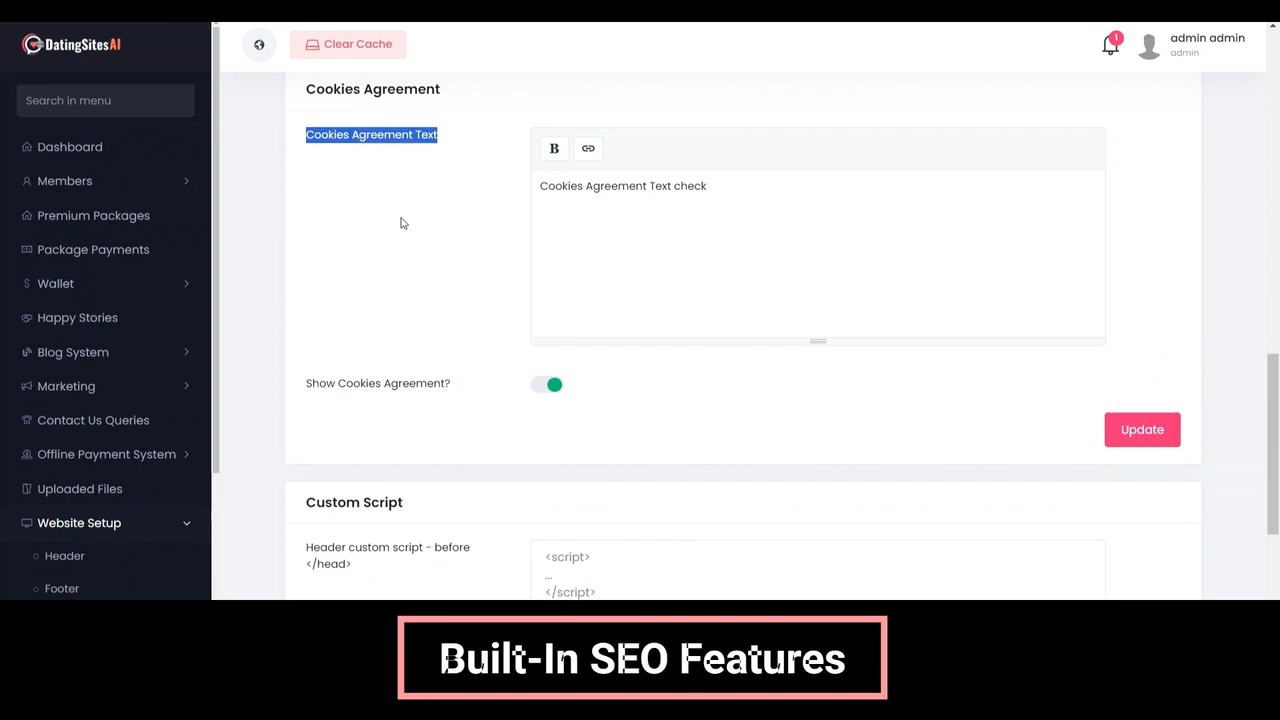 DatingSitesAI
Clear Cache
1
admin admin
admin
Search in menu
Dashboard
Members
Premium Packages
Package Payments
Wallet
Happy Stories
Blog System
Marketing
Contact Us Queries
Offline Payment System
Uploaded Files
Website Setup
Header
Footer
Cookies Agreement
Cookies Agreement Text
B
Cookies Agreement Text check
Show Cookies Agreement?
Update
Custom Script
Header custom script - before
</head>
<script>
...
</script>
Built-In SEO Features